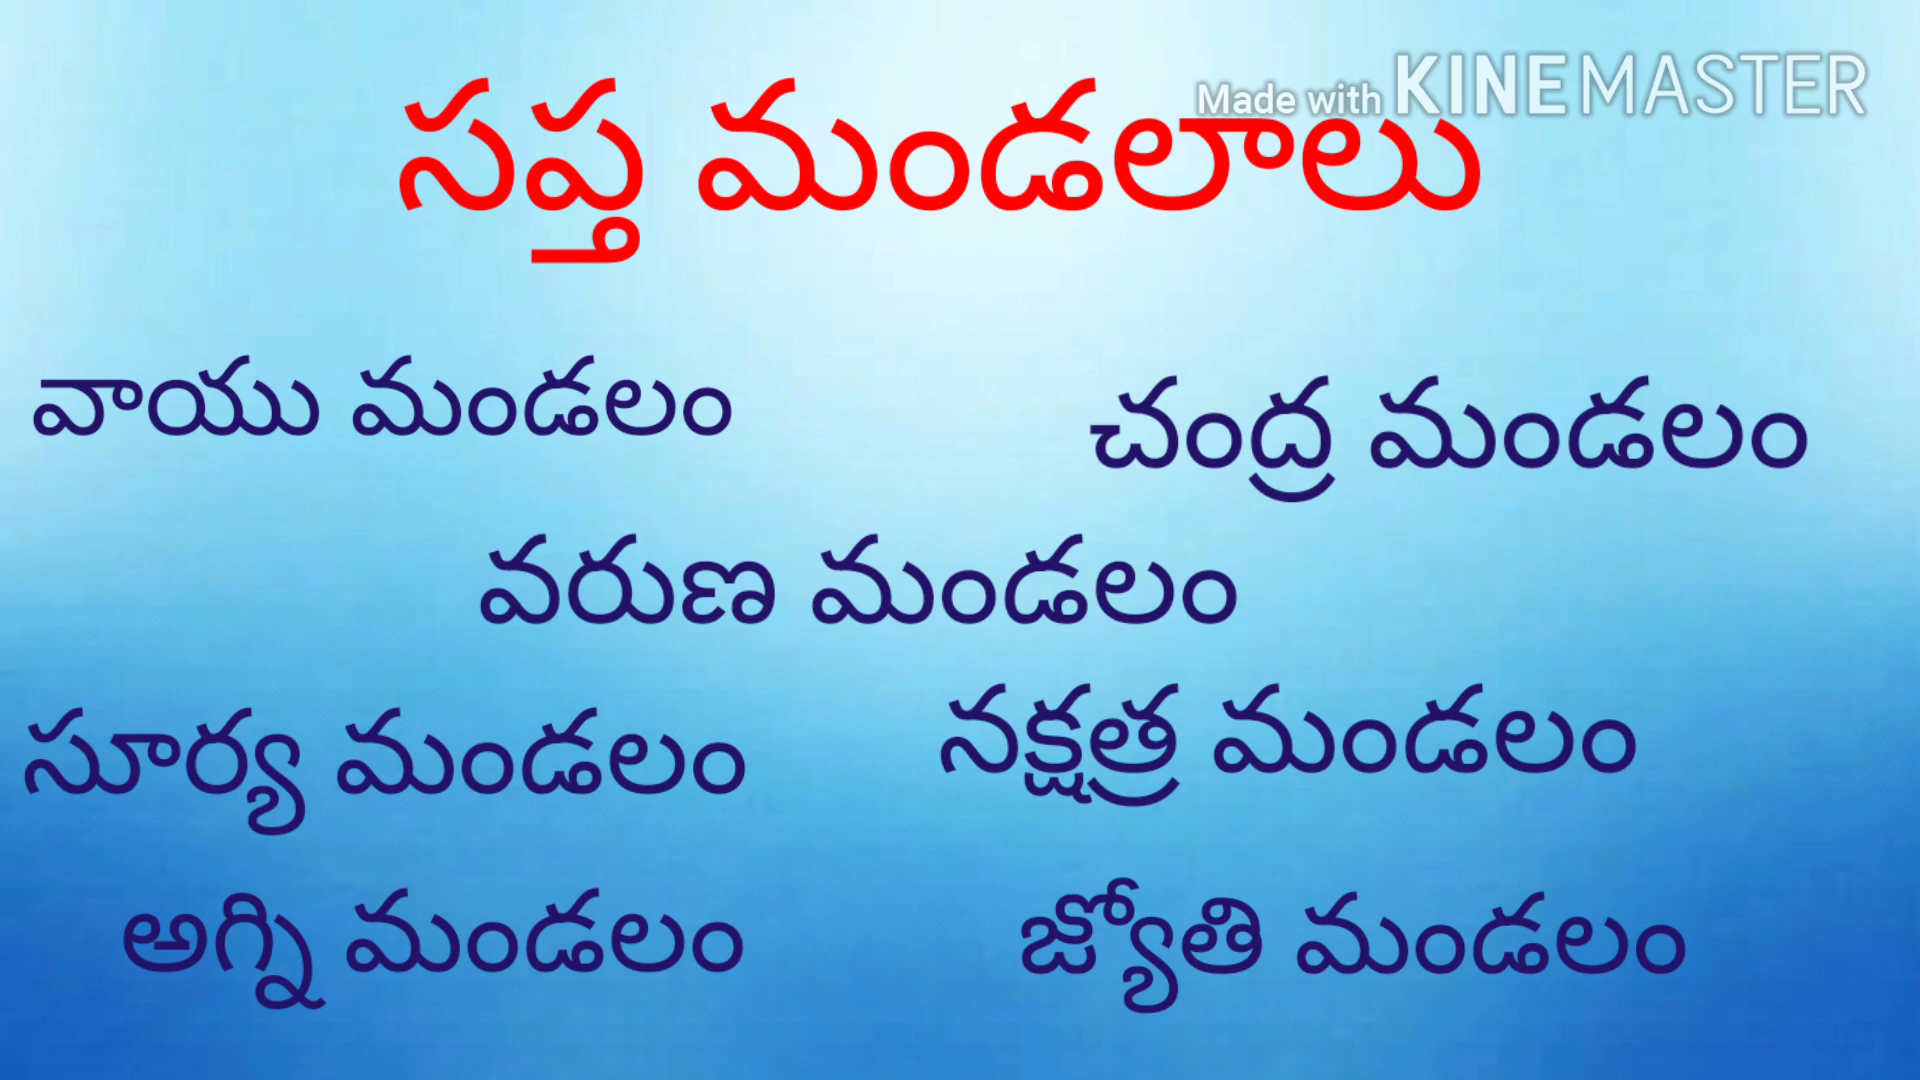 Made with KINEMASTER
సప్త మండలాలు
వాయు మండలం
చంద్ర మండలం
వరుణ మండలం
సూర్య మండలం
నక్షత్ర మండలం
అగ్ని మండలం
జ్యోతి మండలం